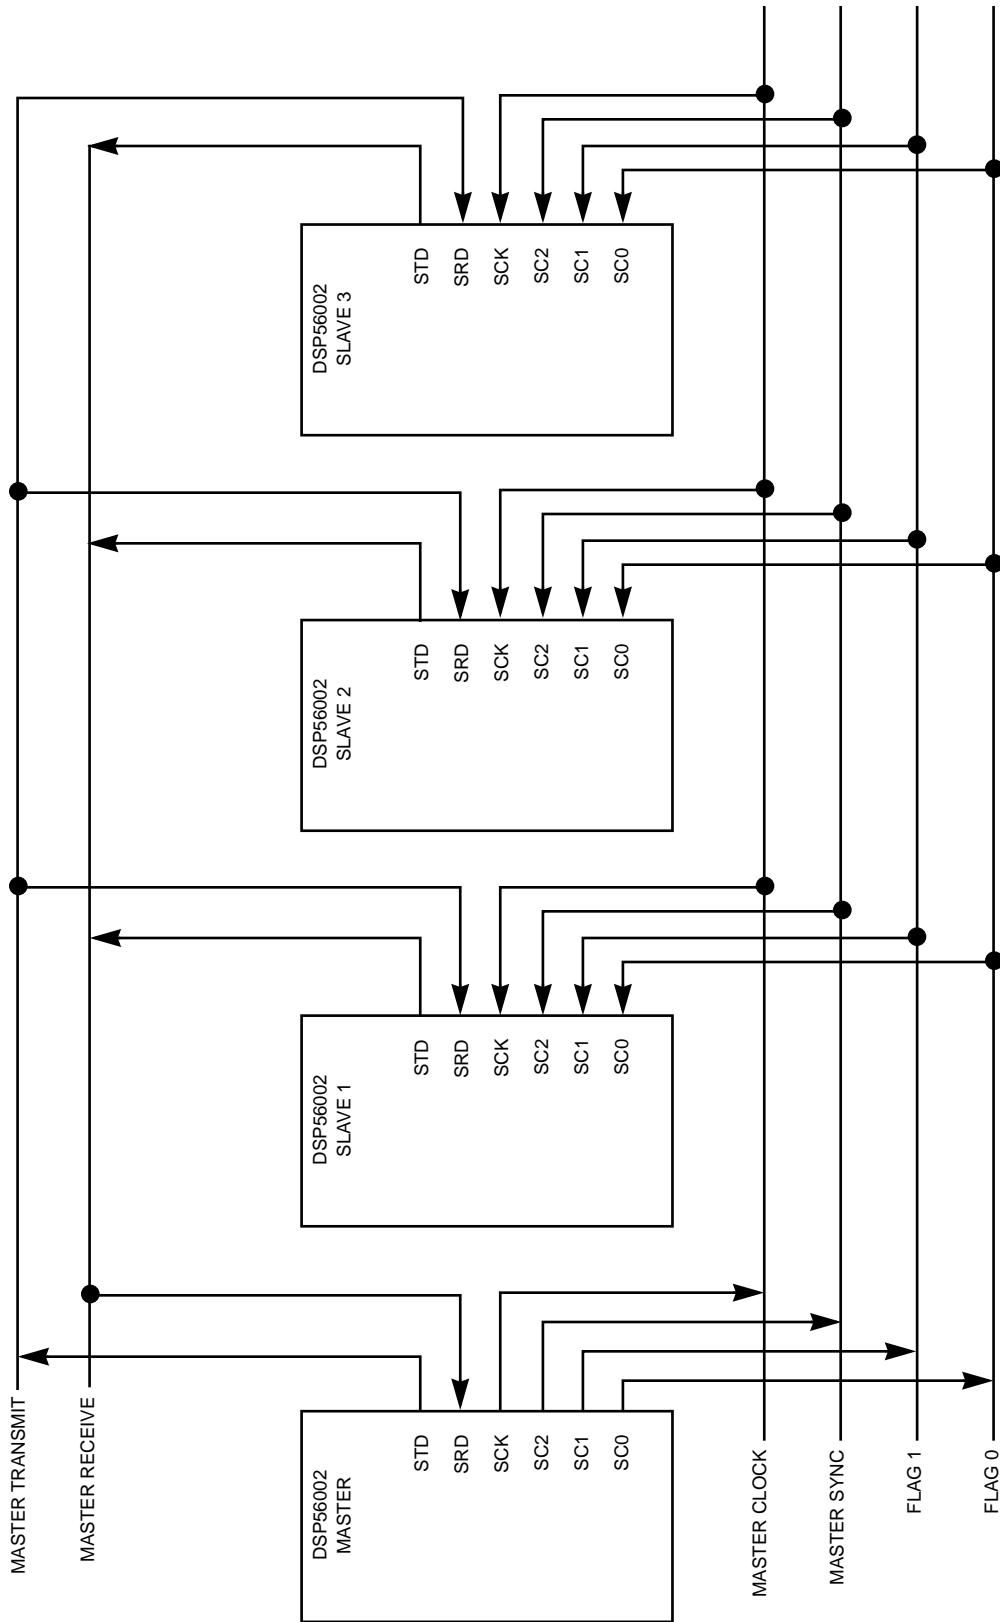 MASTER TRANSMIT
MASTER RECEIVE
DSP56002
MASTER
STD
SRD
SCK
SC2
SC1
SC0
DSP56002
SLAVE 1
STD
SRD
SCK
SC2
SC1
SC0
DSP56002
SLAVE 2
STD
SRD
SCK
SC2
SC1
SC0
DSP56002
SLAVE 3
STD
SRD
SCK
SC2
SC1
SC0
MASTER CLOCK
MASTER SYNC
FLAG 1
FLAG 0